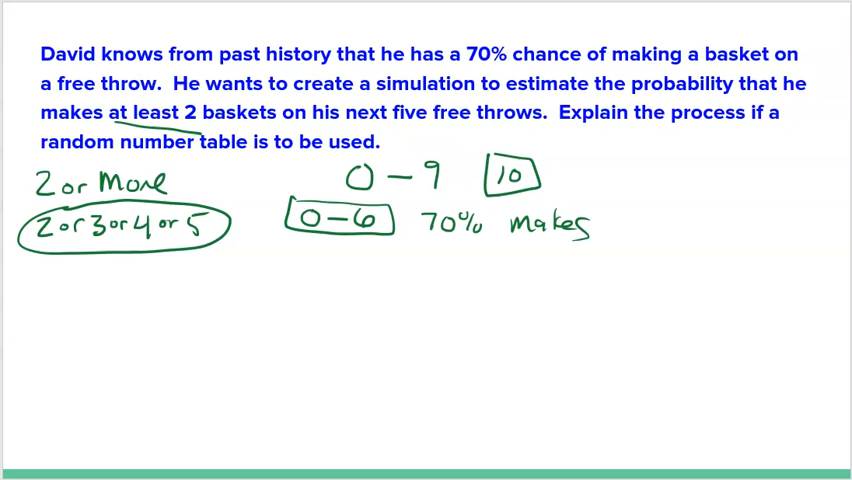 David knows from past history that he has a 70% chance of making a basket on
a free throw. He wants to create a simulation to estimate the probability that he
makes at least 2 baskets on his next five free throws. Explain the process if a
random number table is to be used.
2 or More 0 – 9 10
2 or 3 or 4 or 5 0 – 6 70% makes